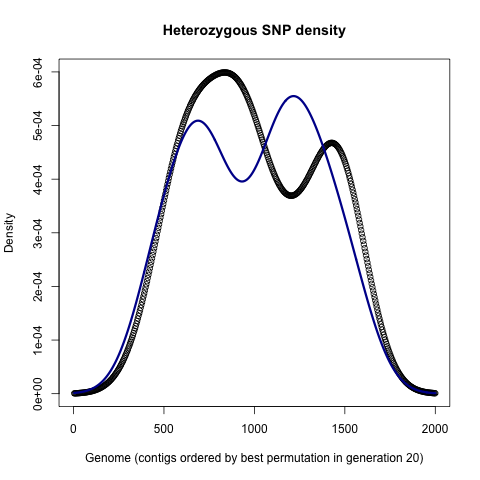 Heterozygous SNP density
6e-04
5e-04
4e-04
3e-04
2e-04
1e-04
0e+00
Density
0 500 1000 1500 2000
Genome (contigs ordered by best permutation in generation 20)